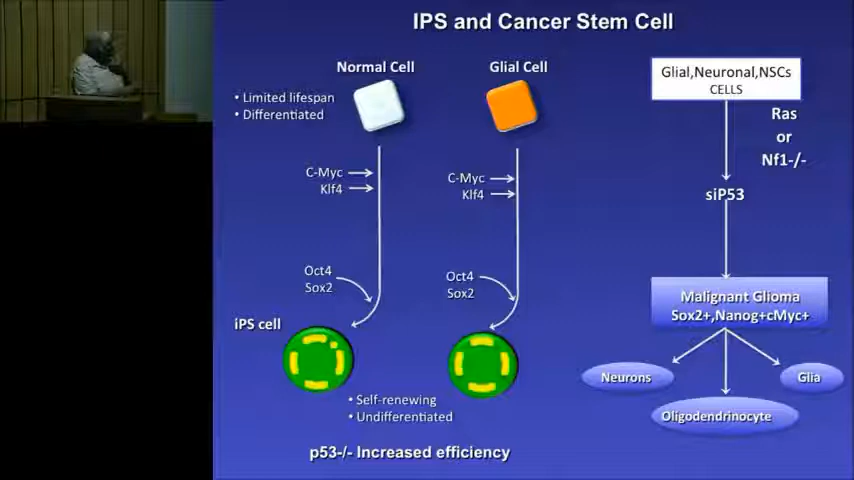 IPS and Cancer Stem Cell
Normal Cell
• Limited lifespan
• Differentiated
C-Myc
Klf4
Oct4
Sox2
iPS cell
Glial Cell
C-Myc
Klf4
Oct4
Sox2
• Self-renewing
• Undifferentiated
p53-/- Increased efficiency
Glial,Neuronal,NSCs
CELLS
Ras
or
Nf1-/-
siP53
Malignant Glioma
Sox2+,Nanog+cMyc+
Neurons
Glia
Oligodendrinocyte